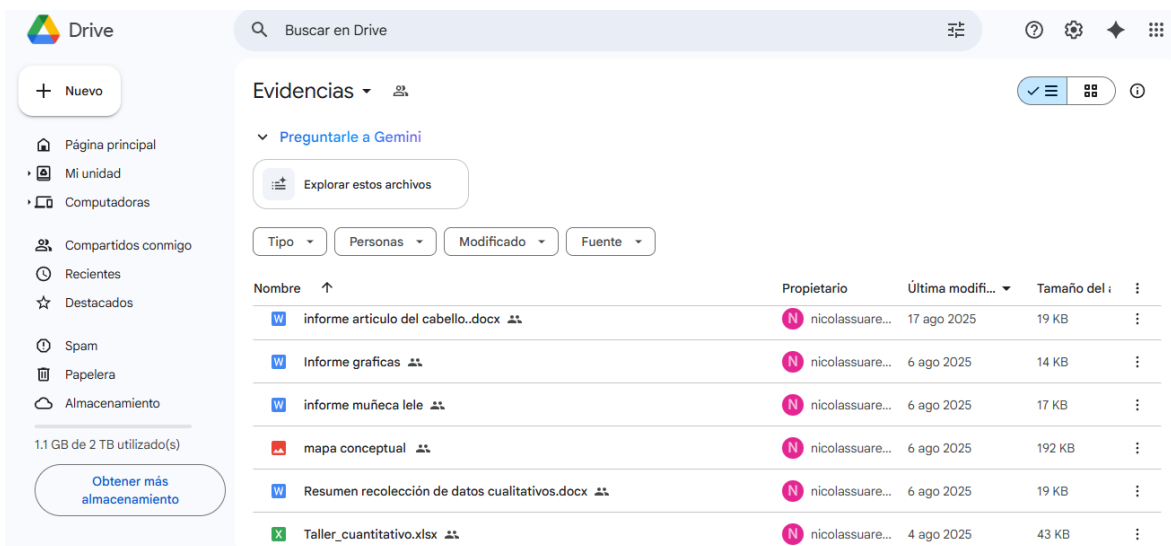 Drive
Buscar en Drive
Nuevo
Página principal
Mi unidad
Computadoras
Compartidos conmigo
Recientes
Destacados
Spam
Papelera
Almacenamiento
1.1 GB de 2 TB utilizado(s)
Obtener más
almacenamiento
Evidencias
Preguntarle a Gemini
Explorar estos archivos
Tipo Personas Modificado Fuente
Nombre Propietario Última modifi... Tamaño del
informe articulo del cabello..docx N nicolassuare... 17 ago 2025 19 KB
Informe graficas N nicolassuare... 6 ago 2025 14 KB
informe muñeca lele N nicolassuare... 6 ago 2025 17 KB
mapa conceptual N nicolassuare... 6 ago 2025 192 KB
Resumen recolección de datos cualitativos.docx N nicolassuare... 6 ago 2025 19 KB
Taller_cuantitativo.xlsx N nicolassuare... 4 ago 2025 43 KB